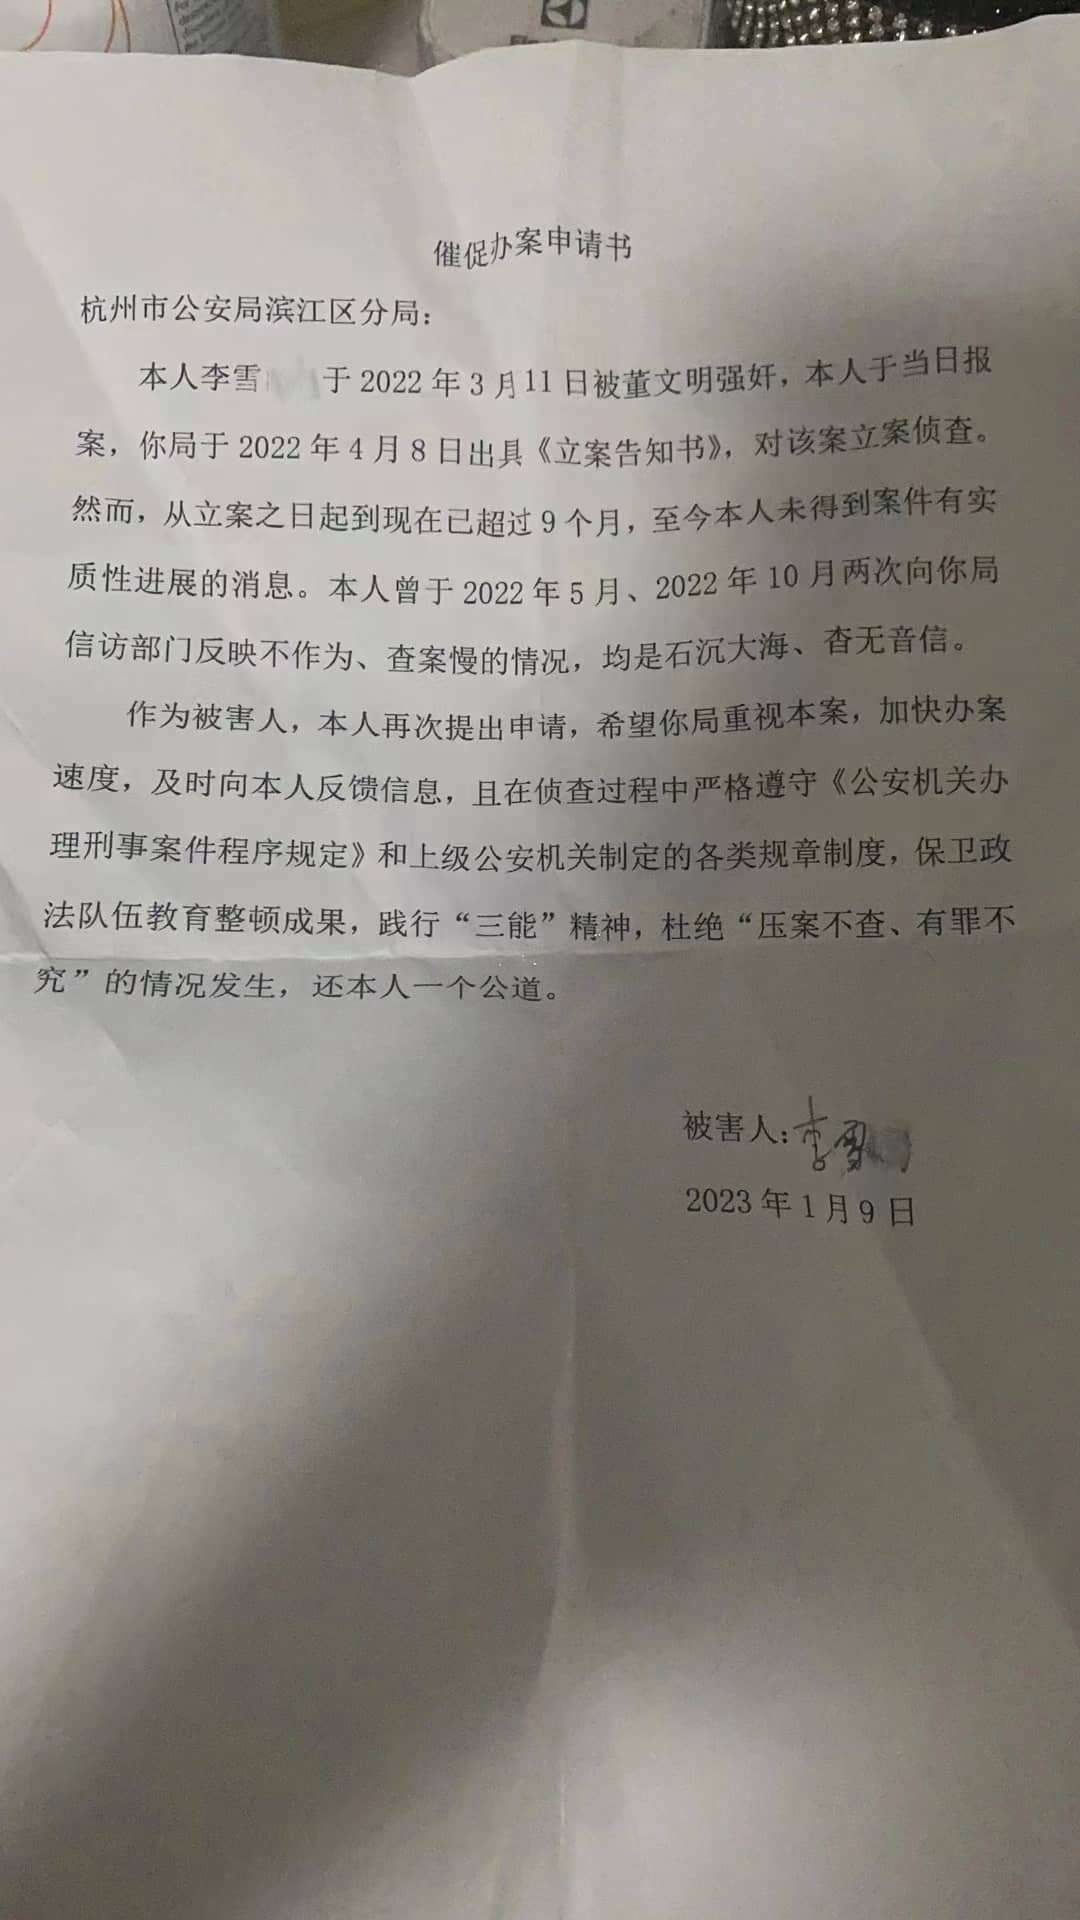 催促办案申请书
杭州市公安局滨江区分局：
本人李雪 于 2022 年 3 月 11 日被董文明强奸，本人于当日报
案，你局于 2022 年 4 月 8 日出具《立案告知书》，对该案立案侦查。
然而，从立案之日起到现在已超过 9 个月，至今本人未得到案件有实
质性进展的消息。本人曾于 2022 年 5 月、2022 年 10 月两次向你局
信访部门反映不作为、查案慢的情况，均是石沉大海、杳无音信。
作为被害人，本人再次提出申请，希望你局重视本案，加快办案
速度，及时向本人反馈信息，且在侦查过程中严格遵守《公安机关办
理刑事案件程序规定》和上级公安机关制定的各类规章制度，保卫政
法队伍教育整顿成果，践行“三能”精神，杜绝“压案不查、有罪不
究”的情况发生，还本人一个公道。
被害人：李雪
2023 年 1 月 9 日